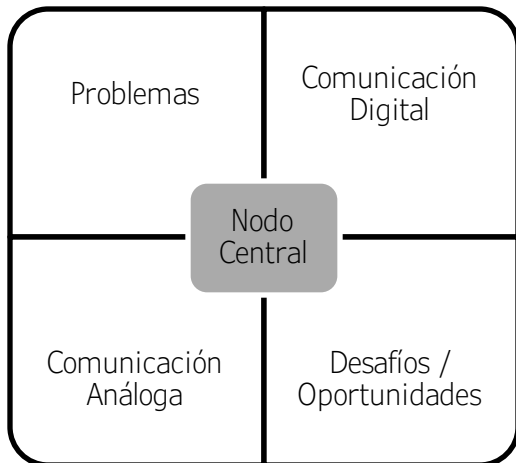 Problemas
Comunicación
Digital
Nodo
Central
Comunicación
Análoga
Desafíos /
Oportunidades